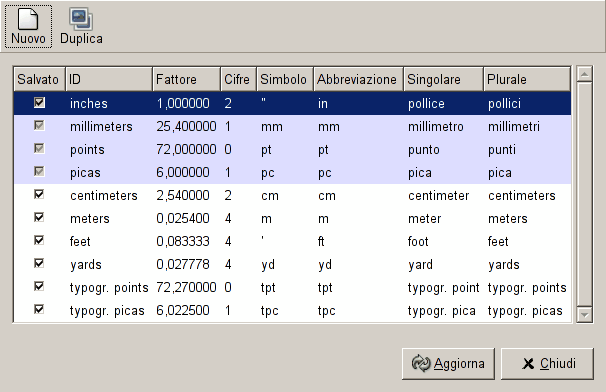 Nuovo Duplica
Salvato ID Fattore Cifre Simbolo Abbreviazione Singolare Plurale
inches 1,000000 2 " in pollice pollici
millimeters 25,400000 1 mm mm millimetro millimetri
points 72,000000 0 pt pt punto punti
picas 6,000000 1 pc pc pica pica
centimeters 2,540000 2 cm cm centimeter centimeters
meters 0,025400 4 m m meter meters
feet 0,083333 4 ' ft foot feet
yards 0,027778 4 yd yd yard yards
typogr. points 72,270000 0 tpt tpt typogr. point typogr. points
typogr. picas 6,022500 1 tpc tpc typogr. pica typogr. picas
Aggiorna Chiudi